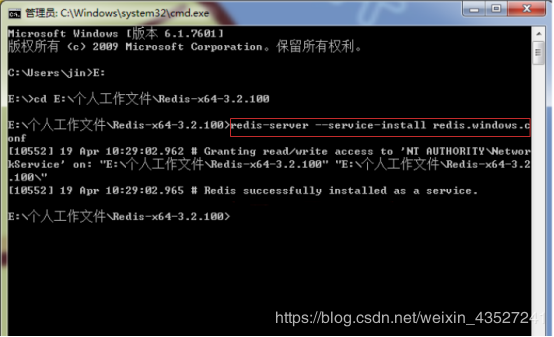 管理员: C:\Windows\system32\cmd.exe
Microsoft Windows [版本 6.1.7601]
版权所有 (c) 2009 Microsoft Corporation。保留所有权利。
C:\Users\jin>E:
E:\>cd E:\个人工作文件\Redis-x64-3.2.100
E:\个人工作文件\Redis-x64-3.2.100>redis-server --service-install redis.windows.c
onf
[10552] 19 Apr 10:29:02.962 # Granting read/write access to 'NT AUTHORITY\Networ
kService' on: "E:\个人工作文件\Redis-x64-3.2.100" "E:\个人工作文件\Redis-x64-3.2
.100\"
[10552] 19 Apr 10:29:02.965 # Redis successfully installed as a service.
E:\个人工作文件\Redis-x64-3.2.100>
https://blog.csdn.net/weixin_43527241